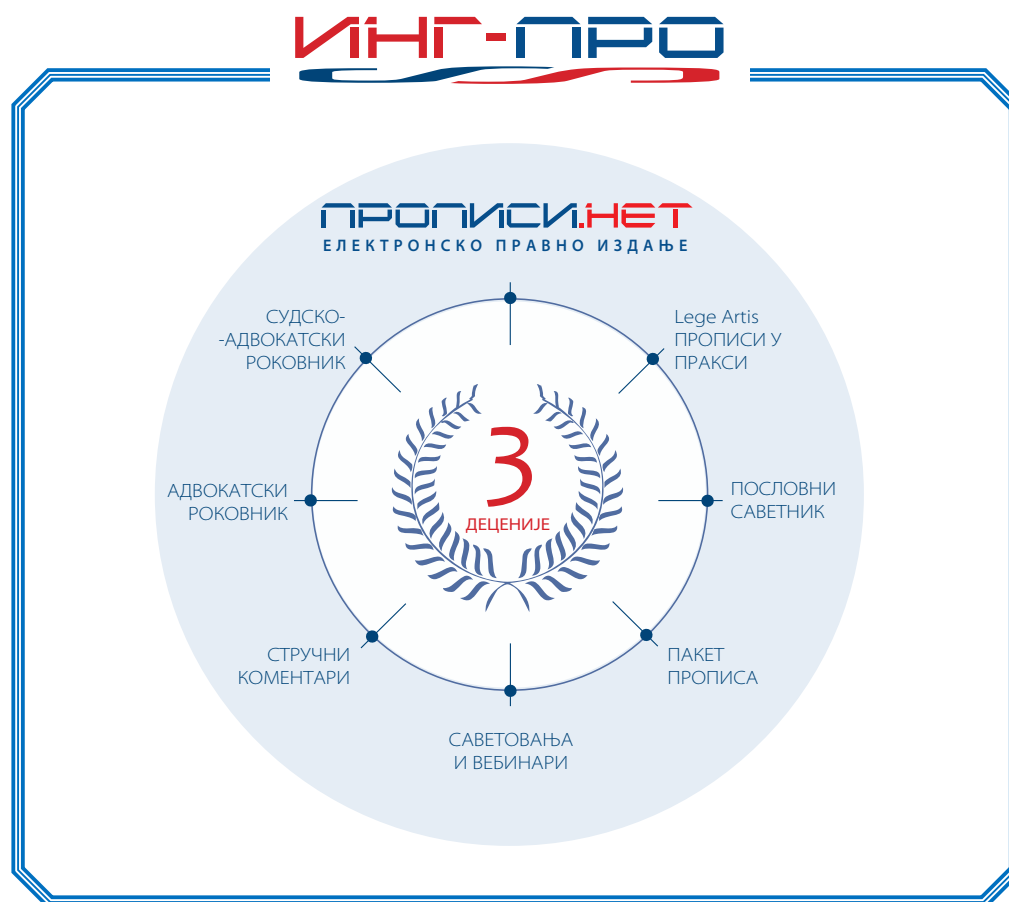 ИНГ-ПРО
ПРОПИСИ.НЕТ
ЕЛЕКТРОНСКО ПРАВНО ИЗДАЊЕ
СУДСКО-
-АДВОКАТСКИ
РОКОВНИК
Lege Artis
ПРОПИСИ У
ПРАКСИ
АДВОКАТСКИ
РОКОВНИК
3
ДЕЦЕНИЈЕ
ПОСЛОВНИ
САВЕТНИК
СТРУЧНИ
КОМЕНТАРИ
ПАКЕТ
ПРОПИСА
САВЕТОВАЊА
И ВЕБИНАРИ